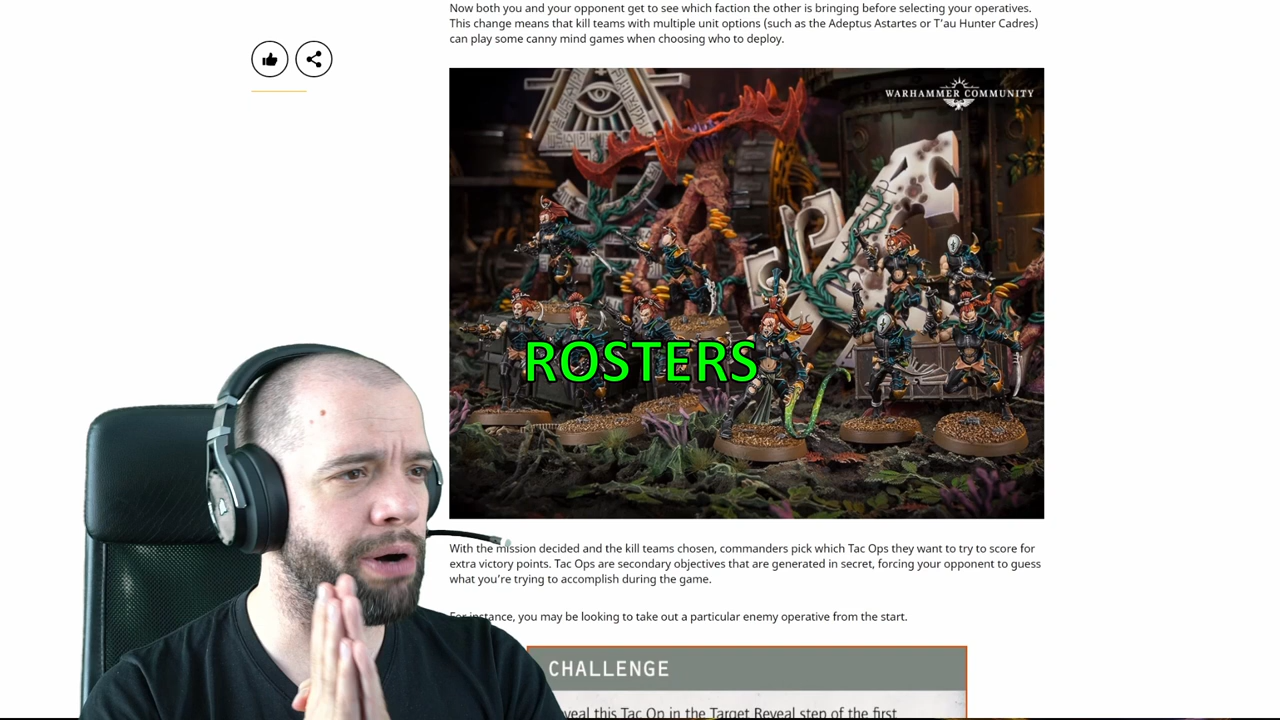 Now both you and your opponent get to see which faction the other is bringing before selecting your operatives.
This change means that kill teams with multiple unit options (such as the Adeptus Astartes or T'au Hunter Cadres)
can play some canny mind games when choosing who to deploy.
WARHAMMER COMMUNITY
ROSTERS
With the mission decided and the kill teams chosen, commanders pick which Tac Ops they want to try to score for
extra victory points. Tac Ops are secondary objectives that are generated in secret, forcing your opponent to guess
what you're trying to accomplish during the game.
For instance, you may be looking to take out a particular enemy operative from the start.
CHALLENGE
this Tac Op in the Target Reveal step of the first